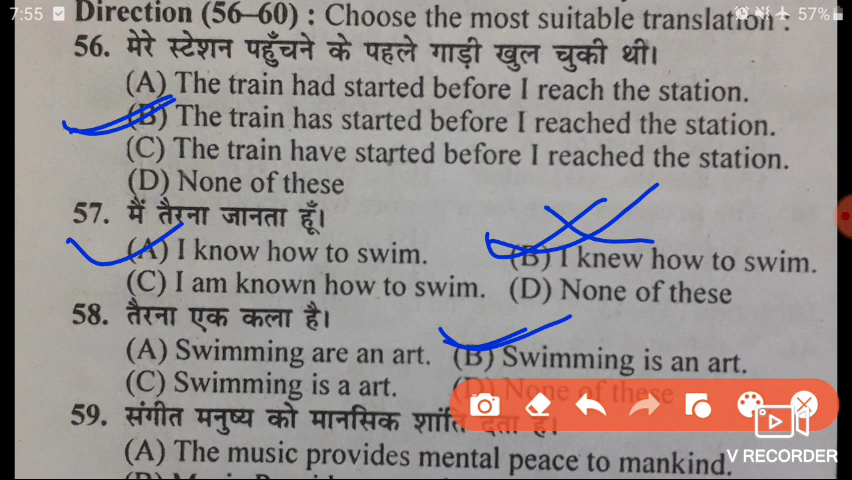 7:55
57%
Direction (56–60) : Choose the most suitable translation :
56. मेरे स्टेशन पहुँचने के पहले गाड़ी खुल चुकी थी।
(A) The train had started before I reach the station.
(B) The train has started before I reached the station.
(C) The train have started before I reached the station.
(D) None of these
57. मैं तैरना जानता हूँ।
(A) I know how to swim. (B) I knew how to swim.
(C) I am known how to swim. (D) None of these
58. तैरना एक कला है।
(A) Swimming are an art. (B) Swimming is an art.
(C) Swimming is a art. (D) None of these
59. संगीत मनुष्य को मानसिक शांति देता है।
(A) The music provides mental peace to mankind.
V RECORDER